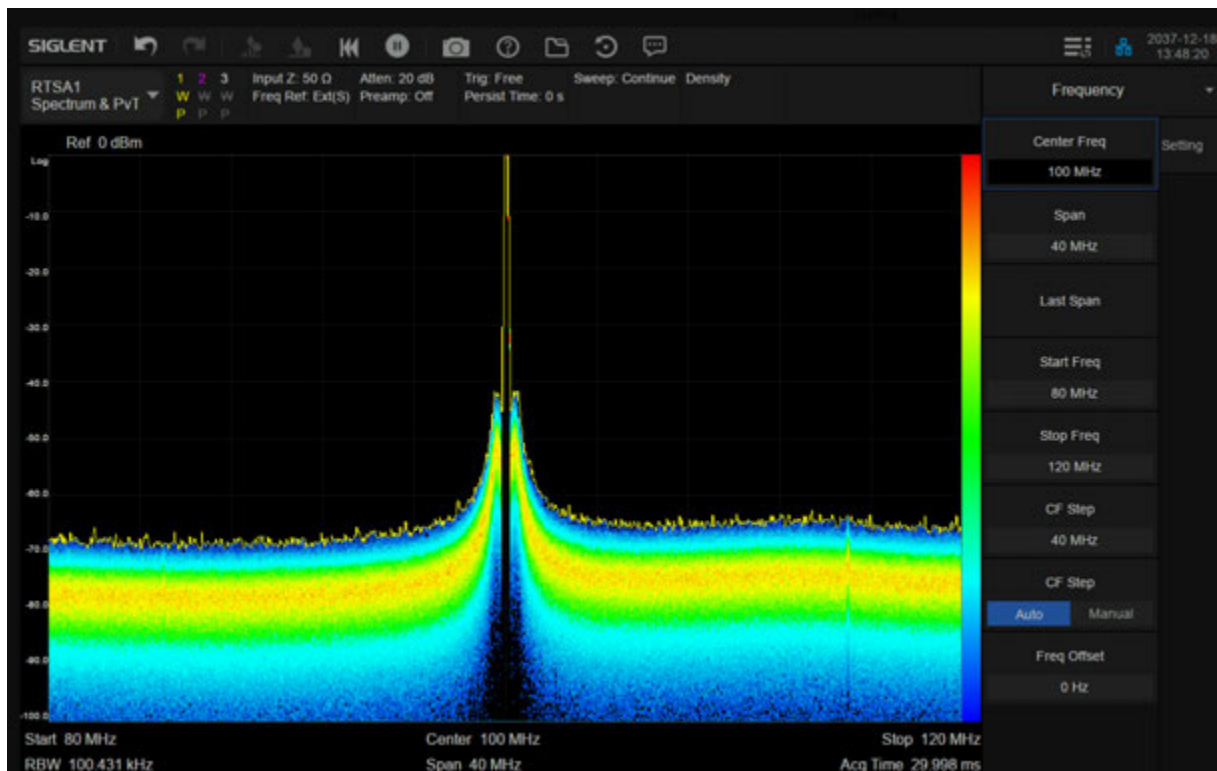 SIGLENT
2037-12-18
13:48:20
RTSA1
Spectrum & PvT
1 2 3
W W W
P P P
Input Z: 50 Ω Atten: 20 dB Trig: Free Sweep: Continue Density
Freq Ref: Ext(S) Preamp: Off Persist Time: 0 s
Frequency
Ref 0 dBm
Log
-10.0
-20.0
-30.0
-40.0
-50.0
-60.0
-70.0
-80.0
-90.0
-100.0
Start 80 MHz Center 100 MHz Stop 120 MHz
RBW 100.431 kHz Span 40 MHz Acq Time 29.998 ms
Setting
Center Freq
100 MHz
Span
40 MHz
Last Span
Start Freq
80 MHz
Stop Freq
120 MHz
CF Step
40 MHz
CF Step
Auto Manual
Freq Offset
0 Hz